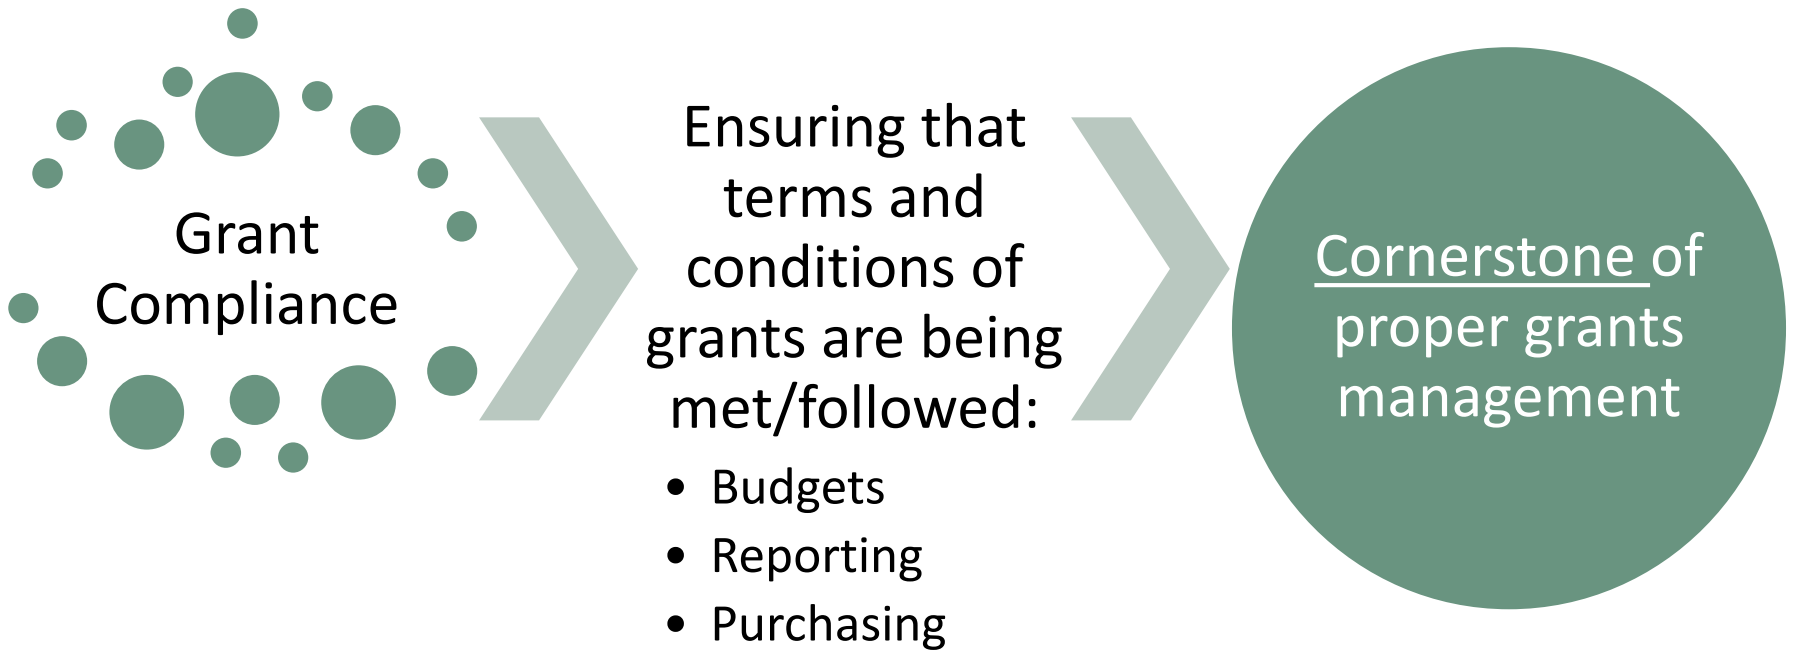 Grant
Compliance
Ensuring that
terms and
conditions of
grants are being
met/followed:
• Budgets
• Reporting
• Purchasing
Cornerstone of
proper grants
management